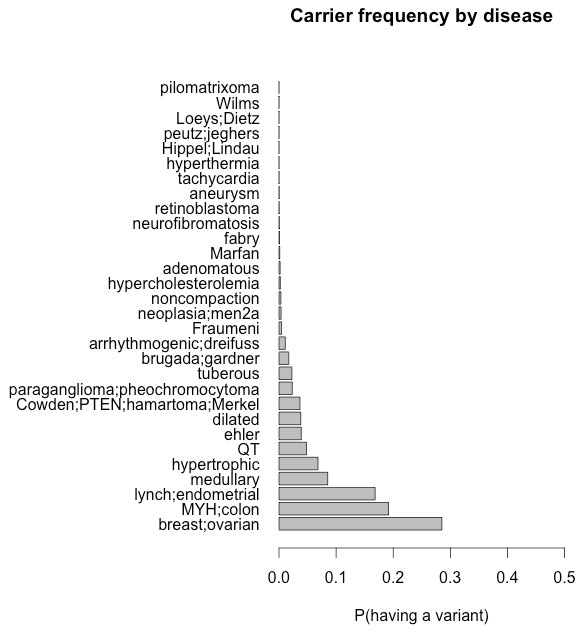 Carrier frequency by disease
pilomatrixoma
Wilms
Loeys;Dietz
peutz;jeghers
Hippel;Lindau
hyperthermia
tachycardia
aneurysm
retinoblastoma
neurofibromatosis
fabry
Marfan
adenomatous
hypercholesterolemia
noncompaction
neoplasia;men2a
Fraumeni
arrhythmogenic;dreifuss
brugada;gardner
tuberous
paraganglioma;pheochromocytoma
Cowden;PTEN;hamartoma;Merkel
dilated
ehler
QT
hypertrophic
medullary
lynch;endometrial
MYH;colon
breast;ovarian
0.0 0.1 0.2 0.3 0.4 0.5
P(having a variant)